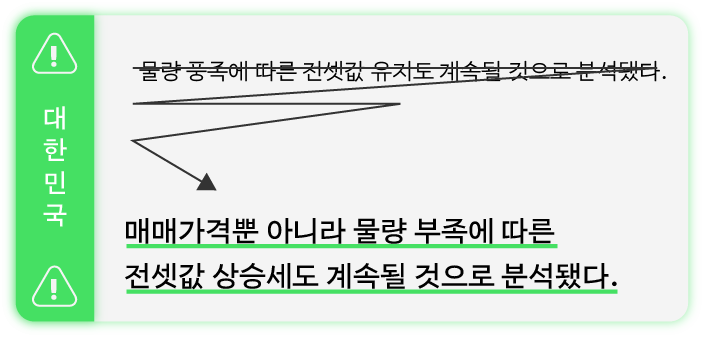 대한민국
물량 풍족에 따른 전셋값 유지도 계속될 것으로 분석됐다.
매매가격뿐 아니라 물량 부족에 따른
전셋값 상승세도 계속될 것으로 분석됐다.